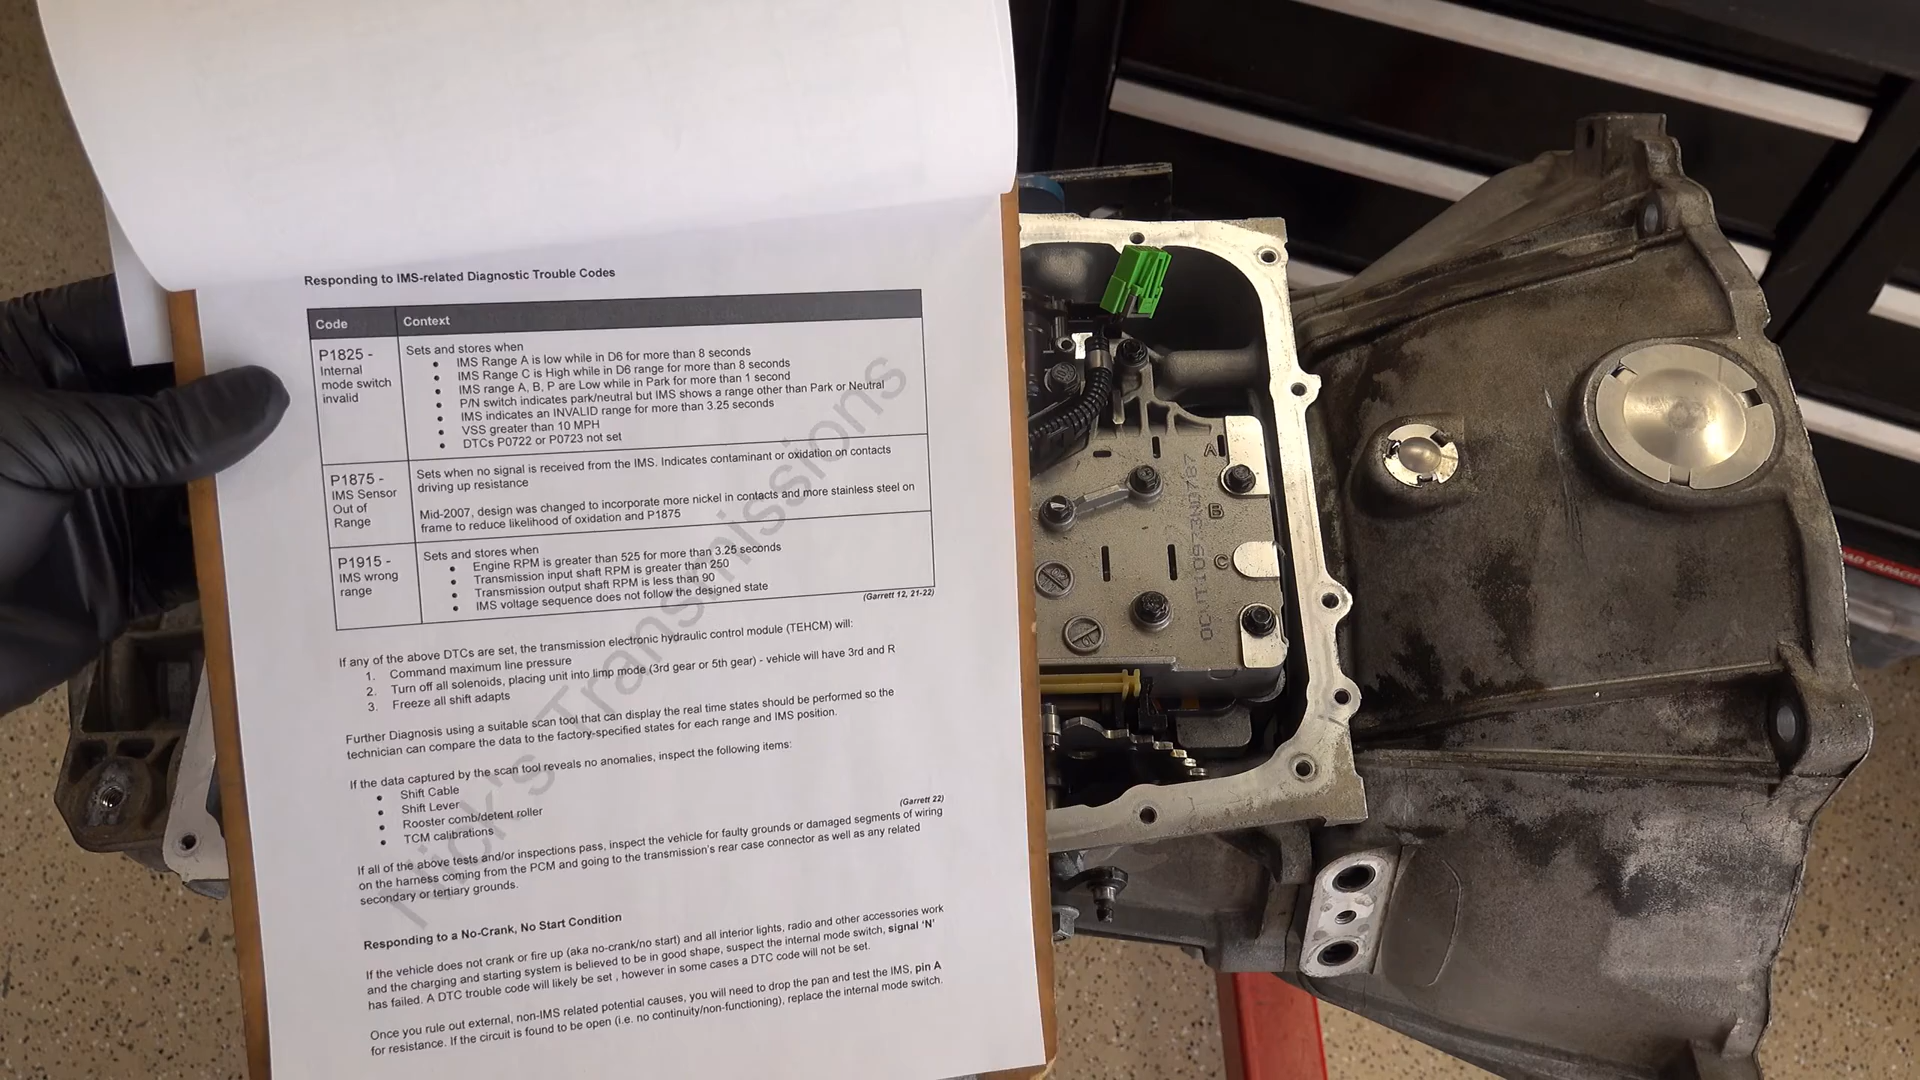 Responding to IMS-related Diagnostic Trouble Codes
Code
Context
P1825 -
Internal
mode switch
invalid
Sets and stores when
• IMS Range A is low while in D6 for more than 8 seconds
• IMS Range C is High while in D6 range for more than 8 seconds
• IMS range A, B, P are Low while in Park for more than 1 second
• P/N switch indicates park/neutral but IMS shows a range other than Park or Neutral
• IMS indicates an INVALID range for more than 3.25 seconds
• VSS greater than 10 MPH
• DTCs P0722 or P0723 not set
P1875 -
IMS Sensor
Out of
Range
Sets when no signal is received from the IMS. Indicates contaminant or oxidation on contacts
driving up resistance
Mid-2007, design was changed to incorporate more nickel in contacts and more stainless steel on
frame to reduce likelihood of oxidation and P1875
P1915 -
IMS wrong
range
Sets and stores when
• Engine RPM is greater than 525 for more than 3.25 seconds
• Transmission input shaft RPM is greater than 250
• Transmission output shaft RPM is less than 90
• IMS voltage sequence does not follow the designed state
(Garrett 12, 21-22)
If any of the above DTCs are set, the transmission electronic hydraulic control module (TEHCM) will:
1. Command maximum line pressure
2. Turn off all solenoids, placing unit into limp mode (3rd gear or 5th gear) - vehicle will have 3rd and R
3. Freeze all shift adapts
Further Diagnosis using a suitable scan tool that can display the real time states should be performed so the
technician can compare the data to the factory-specified states for each range and IMS position.
If the data captured by the scan tool reveals no anomalies, inspect the following items:
• Shift Cable
• Shift Lever
• Rooster comb/detent roller
• TCM calibrations
(Garrett 22)
If all of the above tests and/or inspections pass, inspect the vehicle for faulty grounds or damaged segments of wiring
on the harness coming from the PCM and going to the transmission's rear case connector as well as any related
secondary or tertiary grounds.
Responding to a No-Crank, No Start Condition
If the vehicle does not crank or fire up (aka no-crank/no start) and all interior lights, radio and other accessories work
and the charging and starting system is believed to be in good shape, suspect the internal mode switch, signal 'N'
has failed. A DTC trouble code will likely be set , however in some cases a DTC code will not be set.
Once you rule out external, non-IMS related potential causes, you will need to drop the pan and test the IMS, pin A
for resistance. If the circuit is found to be open (i.e. no continuity/non-functioning), replace the internal mode switch.
Nick's Transmissions
A
B
C